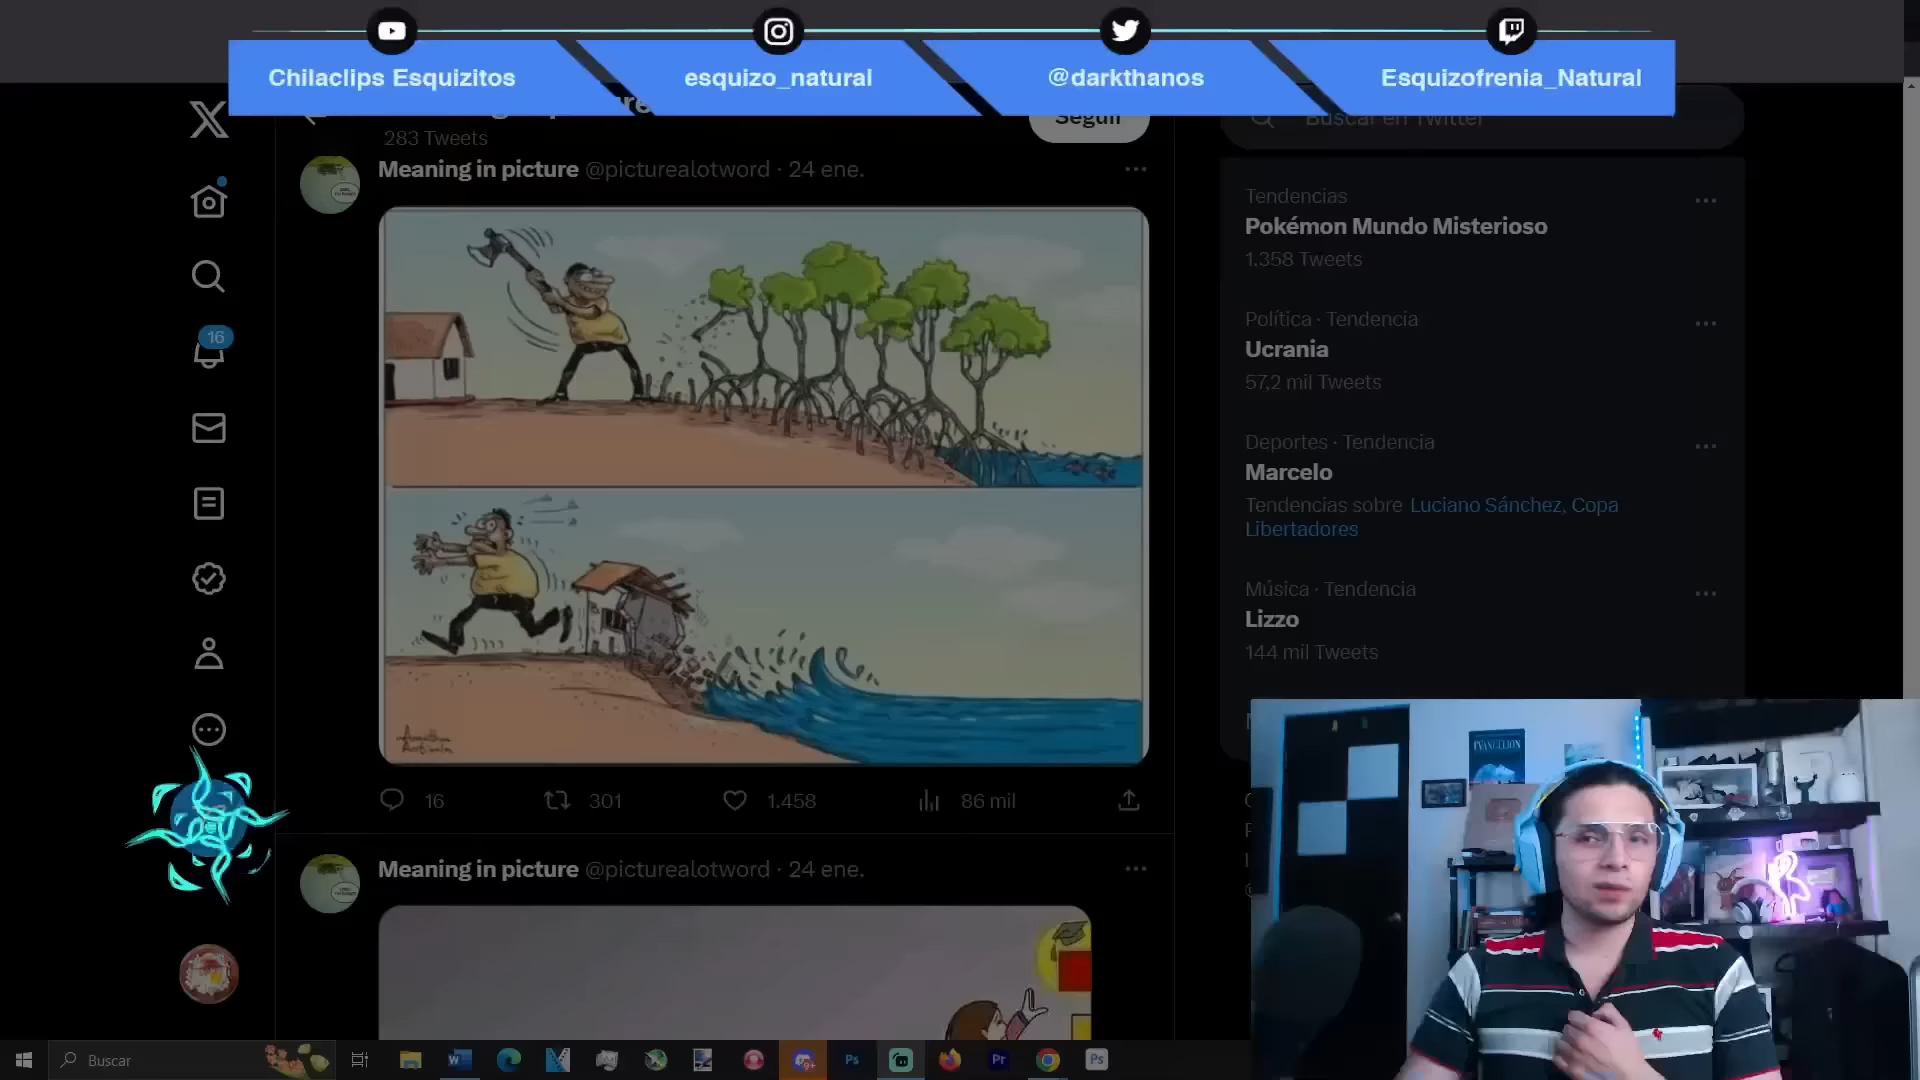 Chilaclips Esquizitos
esquizo_natural
@darkthanos
Esquizofrenia_Natural
283 Tweets
Seguir
Buscar en Twitter
Meaning in picture @picturealotword · 24 ene.
16
16
301
1.458
86 mil
Meaning in picture @picturealotword · 24 ene.
Tendencias
Pokémon Mundo Misterioso
1.358 Tweets
Política · Tendencia
Ucrania
57,2 mil Tweets
Deportes · Tendencia
Marcelo
Tendencias sobre Luciano Sánchez, Copa
Libertadores
Música · Tendencia
Lizzo
144 mil Tweets
EVANGELION
Buscar